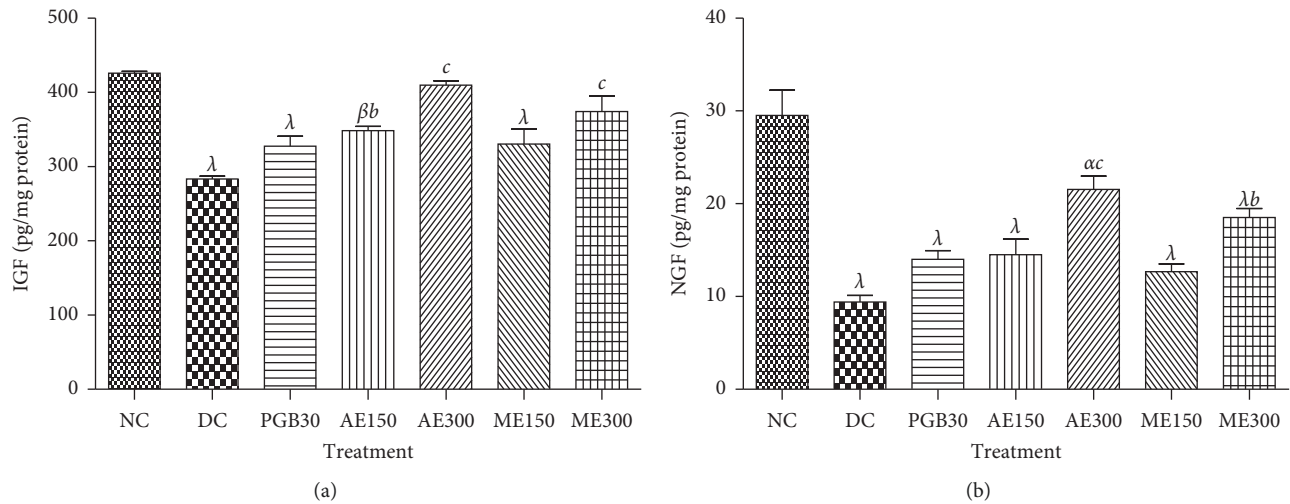 500
400
300
200
100
0
IGF (pg/mg protein)
λ
λ
βb
c
λ
c
NC DC PGB30 AE150 AE300 ME150 ME300
Treatment
(a)
40
30
20
10
0
NGF (pg/mg protein)
λ
λ
λ
αc
λ
λb
NC DC PGB30 AE150 AE300 ME150 ME300
Treatment
(b)